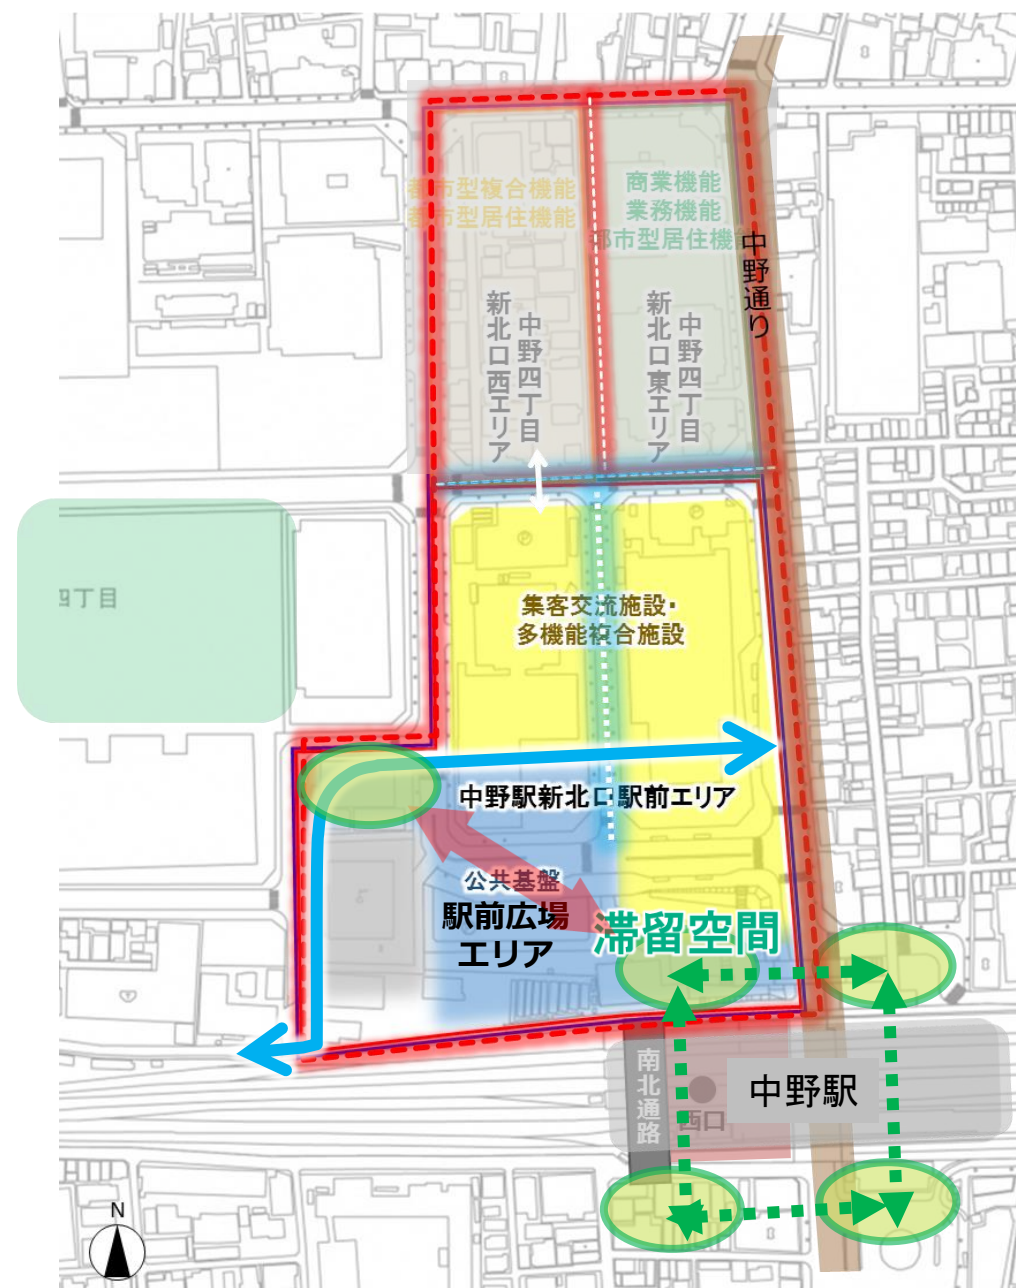 都市型複合機能
都市型居住機能
商業機能
業務機能
都市型居住機能
中野通り
中野四丁目
新北口西エリア
中野四丁目
新北口東エリア
四丁目
集客交流施設・
多機能複合施設
中野駅新北口駅前エリア
公共基盤
駅前広場
エリア
滞留空間
南北通路
西口
中野駅
N